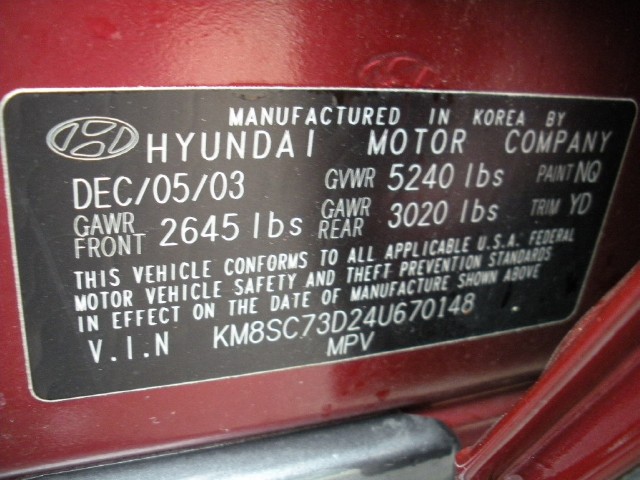 MANUFACTURED IN KOREA BY
HYUNDAI MOTOR COMPANY
DEC/05/03 GVWR 5240 lbs PAINT NQ
GAWR FRONT 2645 lbs GAWR REAR 3020 lbs TRIM YD
THIS VEHICLE CONFORMS TO ALL APPLICABLE U.S.A. FEDERAL
MOTOR VEHICLE SAFETY AND THEFT PREVENTION STANDARDS
IN EFFECT ON THE DATE OF MANUFACTURE SHOWN ABOVE
V.I.N KM8SC73D24U670148
MPV